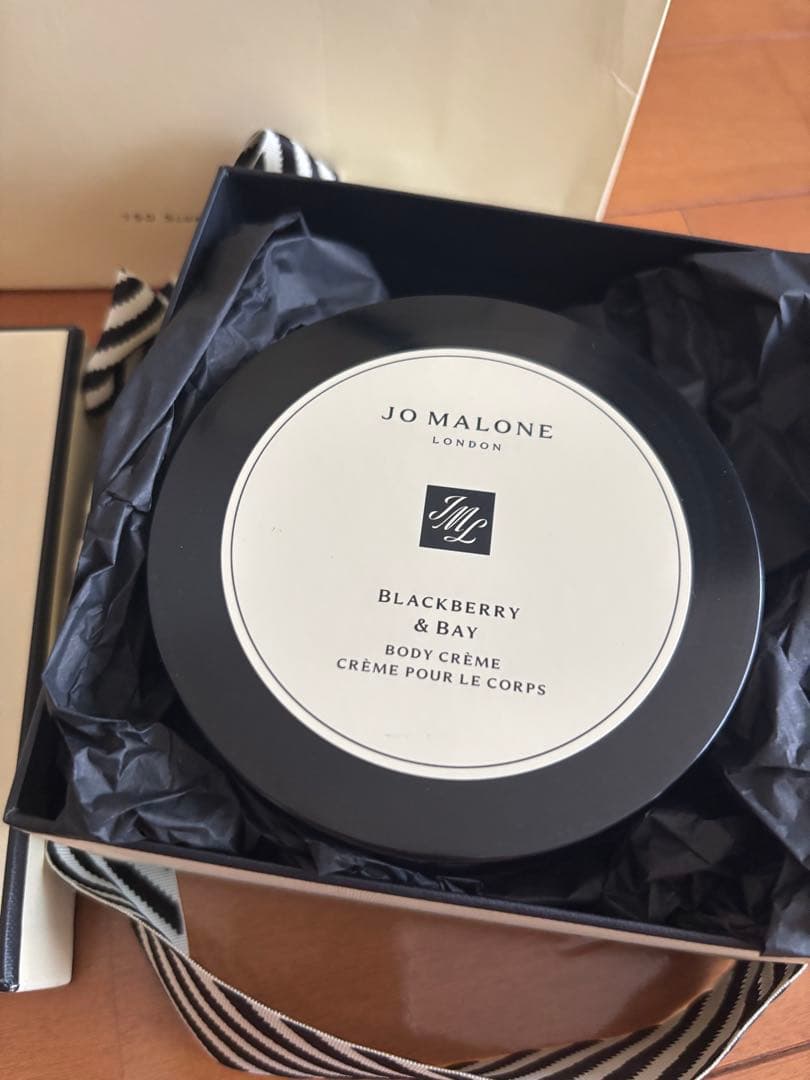 JO MALONE
LONDON
JML
BLACKBERRY
& BAY
BODY CRÈME
CRÈME POUR LE CORPS